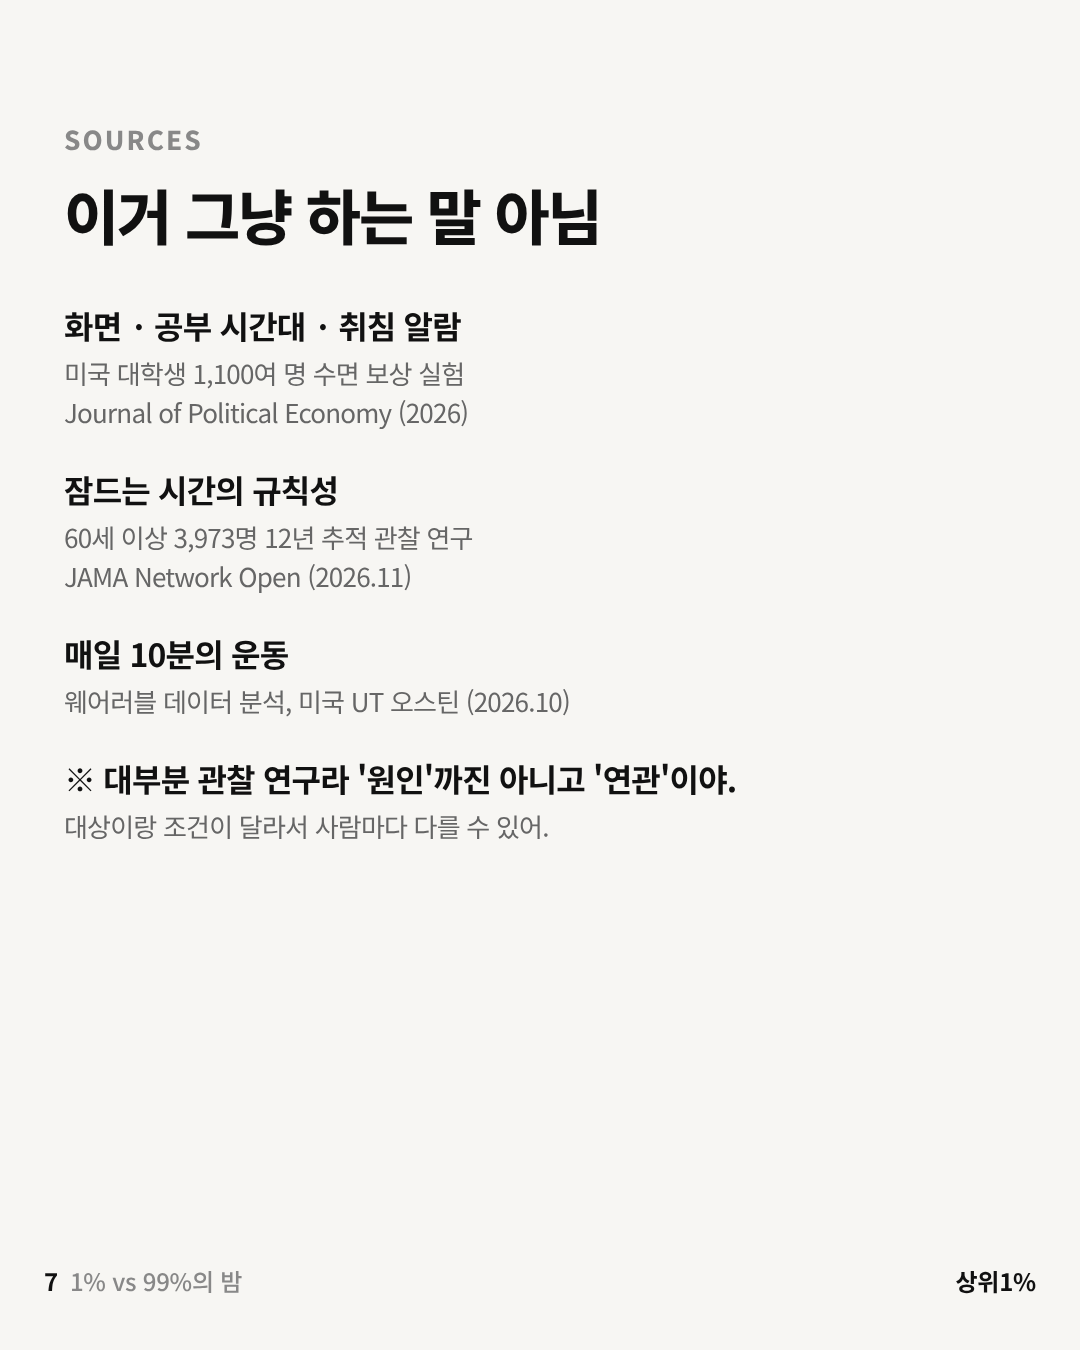 SOURCES
이거 그냥 하는 말 아님
화면 · 공부 시간대 · 취침 알람
미국 대학생 1,100여 명 수면 보상 실험
Journal of Political Economy (2026)
잠드는 시간의 규칙성
60세 이상 3,973명 12년 추적 관찰 연구
JAMA Network Open (2026.11)
매일 10분의 운동
웨어러블 데이터 분석, 미국 UT 오스틴 (2026.10)
※ 대부분 관찰 연구라 '원인'까진 아니고 '연관'이야.
대상이랑 조건이 달라서 사람마다 다를 수 있어.
7 1% vs 99%의 밤
상위1%